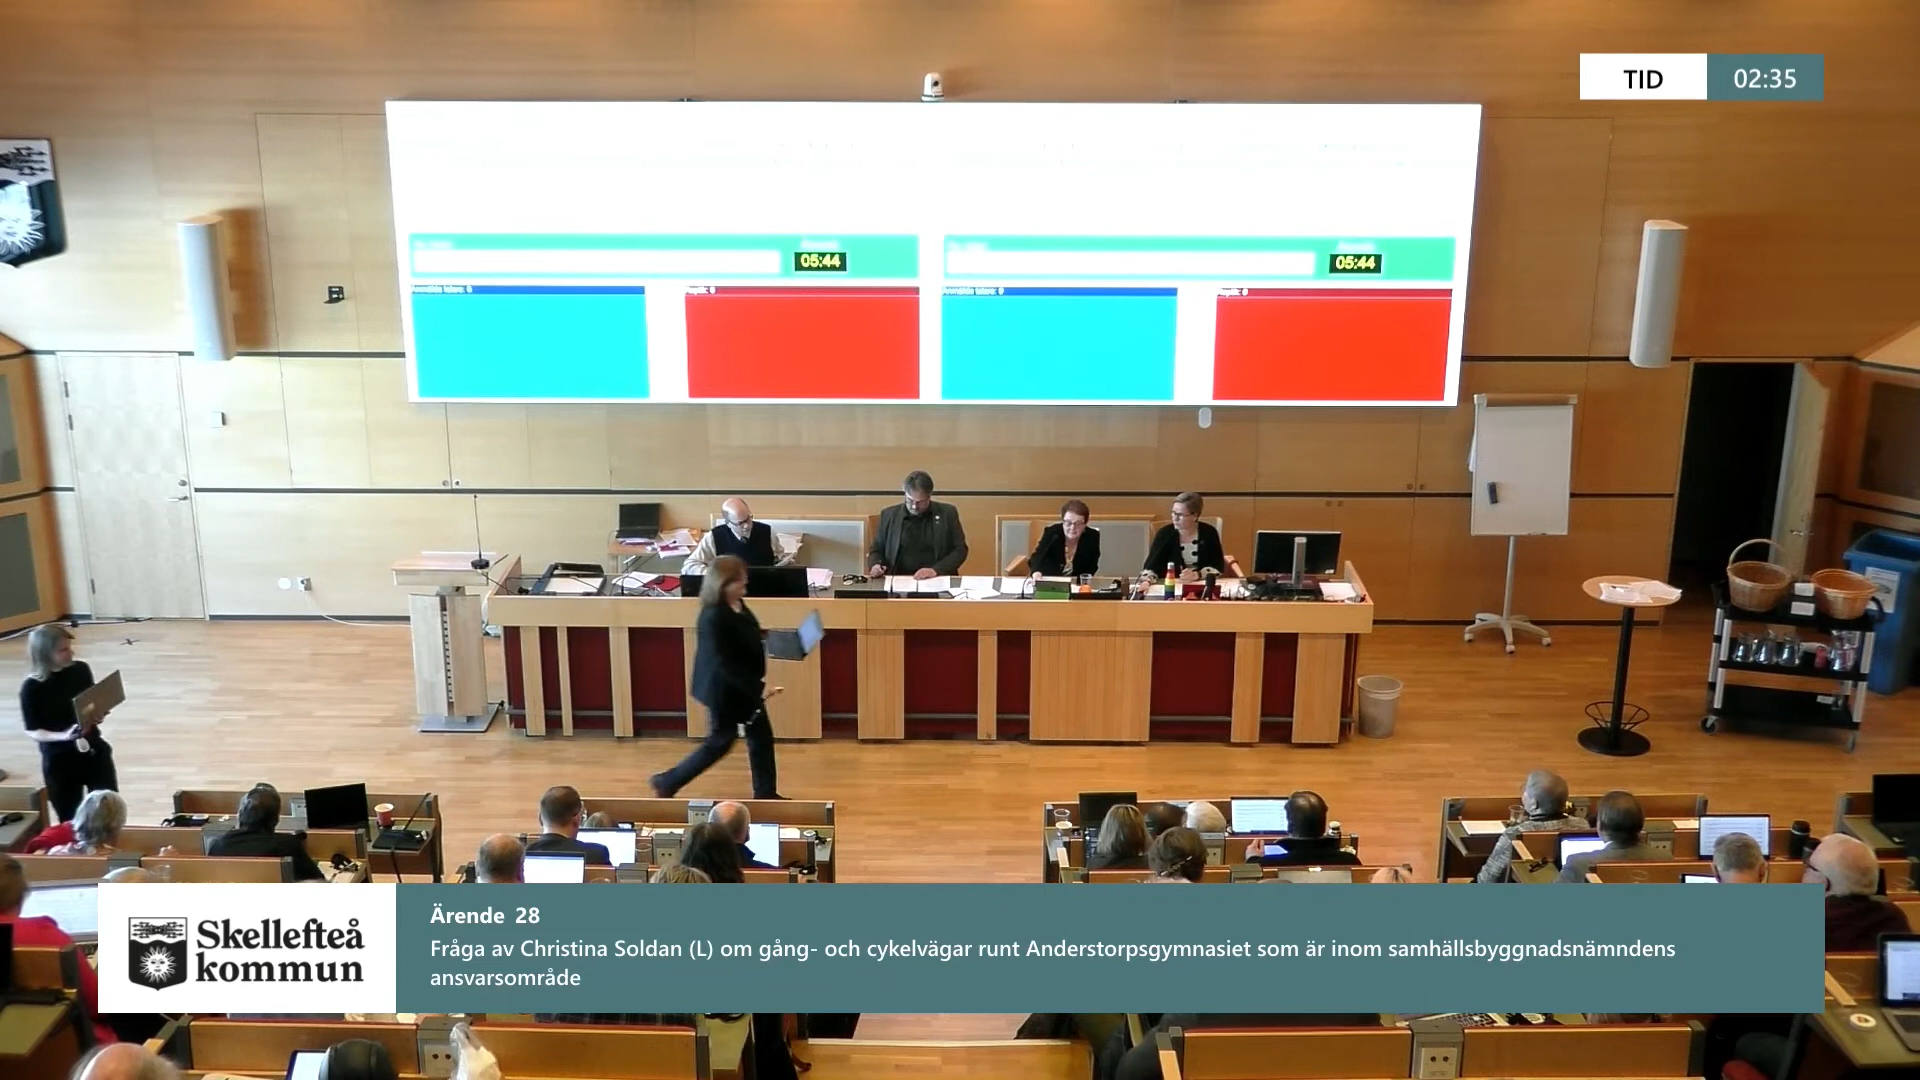 TID 02:35
05:44 05:44
Skellefteå
kommun
Ärende 28
Fråga av Christina Soldan (L) om gång- och cykelvägar runt Anderstorpsgymnasiet som är inom samhällsbyggnadsnämndens
ansvarsområde